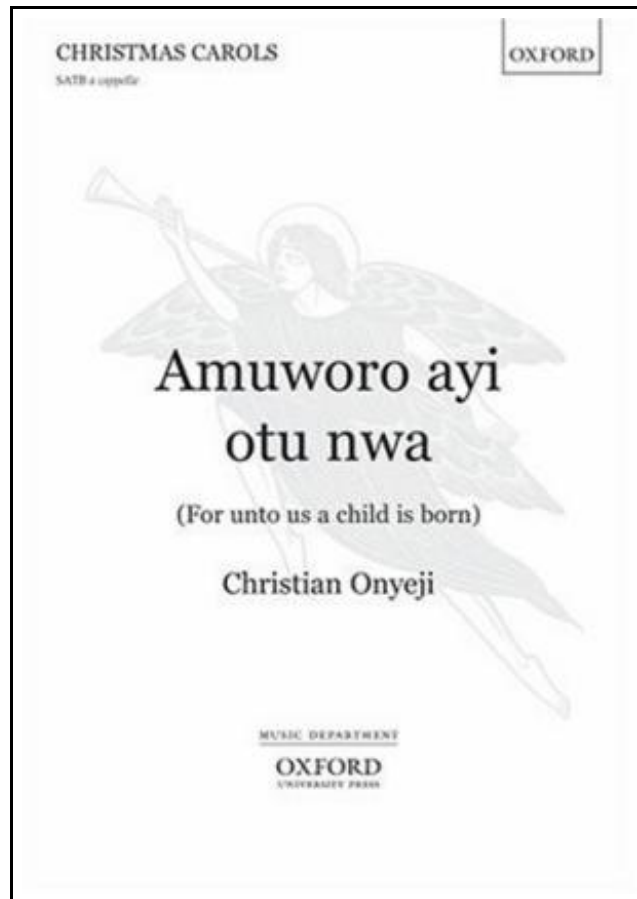 CHRISTMAS CAROLS
OXFORD
SATB a cappella
Amuworo ayi
otu nwa
(For unto us a child is born)
Christian Onyeji
MUSIC DEPARTMENT
OXFORD
UNIVERSITY PRESS